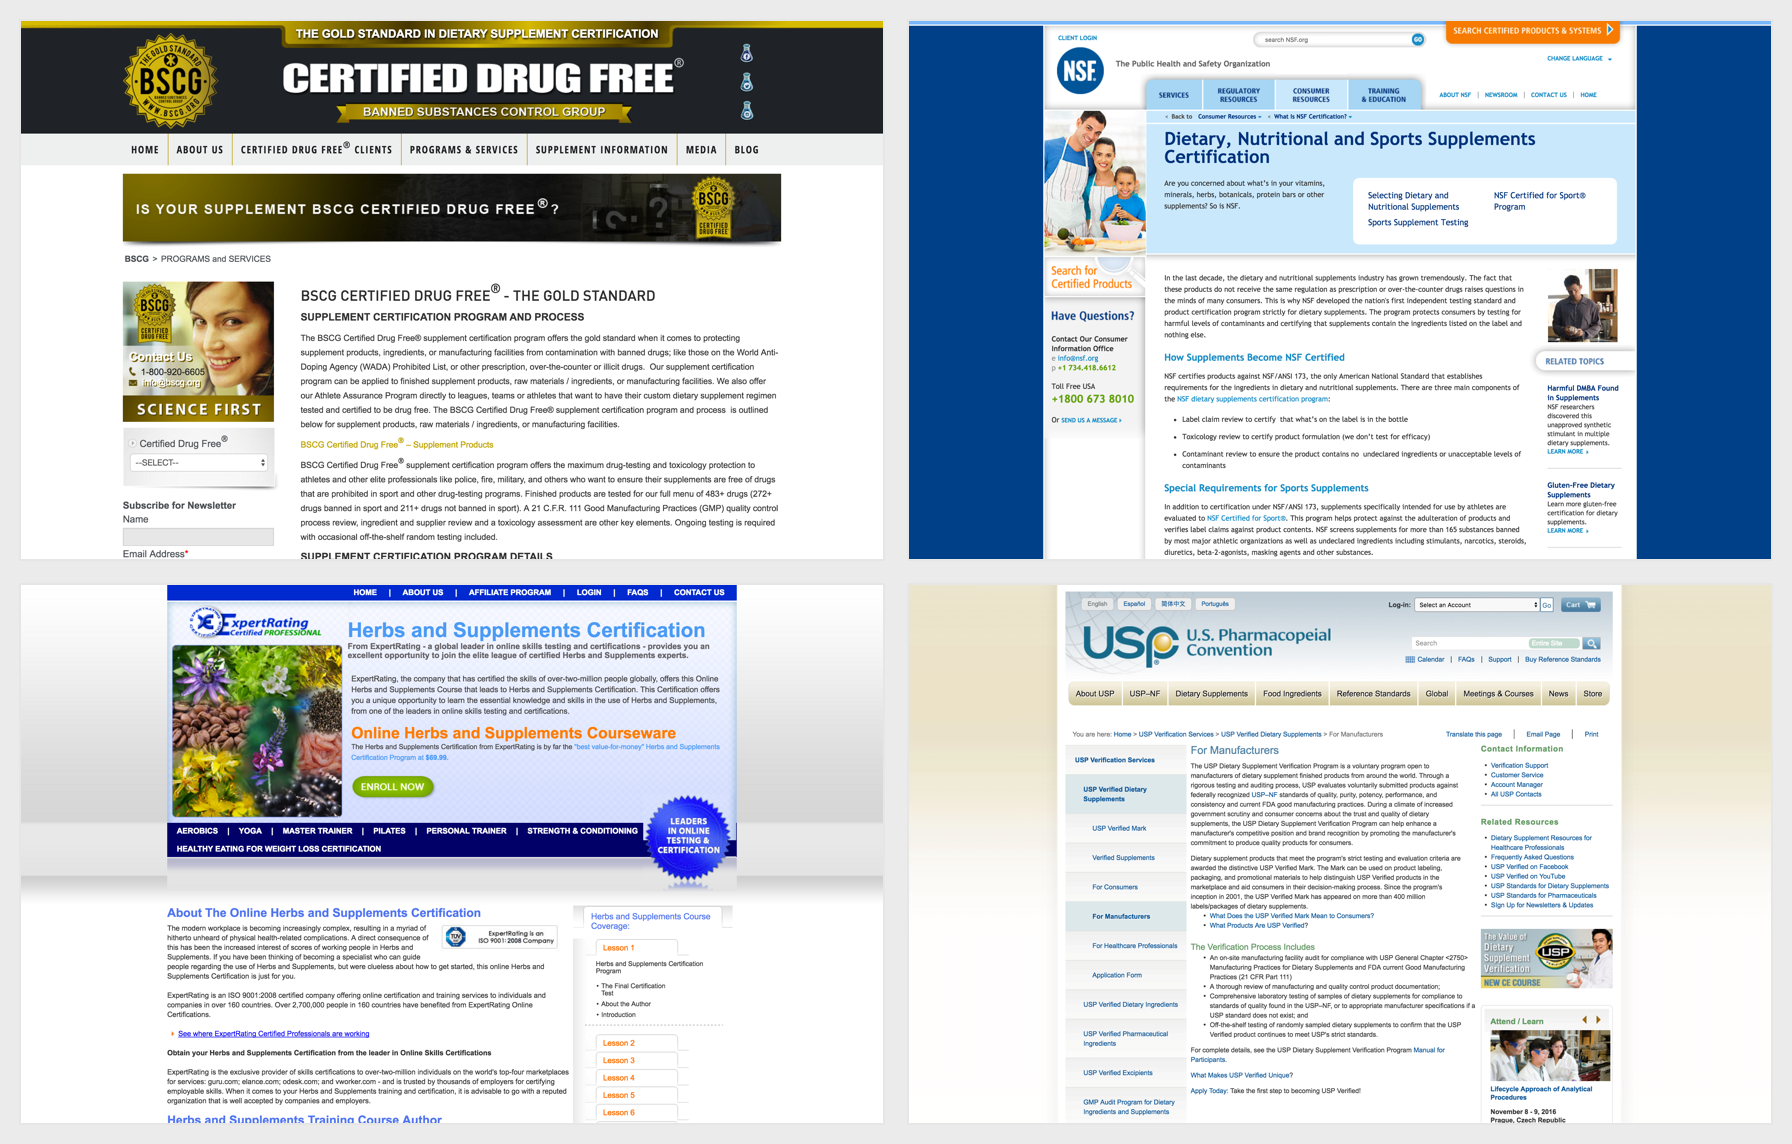 THE GOLD STANDARD IN DIETARY SUPPLEMENT CERTIFICATION
CERTIFIED DRUG FREE®
BANNED SUBSTANCES CONTROL GROUP
THE GOLD STANDARD
BSCG
WWW.BSCG.ORG
HOME
ABOUT US
CERTIFIED DRUG FREE® CLIENTS
PROGRAMS & SERVICES
SUPPLEMENT INFORMATION
MEDIA
BLOG
IS YOUR SUPPLEMENT BSCG CERTIFIED DRUG FREE®?
BSCG
CERTIFIED DRUG FREE
BSCG > PROGRAMS and SERVICES
BSCG
CERTIFIED DRUG FREE
Contact Us
1-800-920-6605
info@bscg.org
SCIENCE FIRST
Certified Drug Free®
--SELECT--
Subscribe for Newsletter
Name
Email Address*
BSCG CERTIFIED DRUG FREE® - THE GOLD STANDARD
SUPPLEMENT CERTIFICATION PROGRAM AND PROCESS
The BSCG Certified Drug Free® supplement certification program offers the gold standard when it comes to protecting
supplement products, ingredients, or manufacturing facilities from contamination with banned drugs; like those on the World Anti-
Doping Agency (WADA) Prohibited List, or other prescription, over-the-counter or illicit drugs. Our supplement certification
program can be applied to finished supplement products, raw materials / ingredients, or manufacturing facilities. We also offer
our Athlete Assurance Program directly to leagues, teams or athletes that want to have their custom dietary supplement regimen
tested and certified to be drug free. The BSCG Certified Drug Free® supplement certification program and process is outlined
below for supplement products, raw materials / ingredients, or manufacturing facilities.
BSCG Certified Drug Free® – Supplement Products
BSCG Certified Drug Free® supplement certification program offers the maximum drug-testing and toxicology protection to
athletes and other elite professionals like police, fire, military, and others who want to ensure their supplements are free of drugs
that are prohibited in sport and other drug-testing programs. Finished products are tested for our full menu of 483+ drugs (272+
drugs banned in sport and 211+ drugs not banned in sport). A 21 C.F.R. 111 Good Manufacturing Practices (GMP) quality control
process review, ingredient and supplier review and a toxicology assessment are other key elements. Ongoing testing is required
with occasional off-the-shelf random testing included.
SUPPLEMENT CERTIFICATION PROGRAM DETAILS
CLIENT LOGIN
search NSF.org
GO
SEARCH CERTIFIED PRODUCTS & SYSTEMS
NSF.
The Public Health and Safety Organization
CHANGE LANGUAGE
SERVICES
REGULATORY RESOURCES
CONSUMER RESOURCES
TRAINING & EDUCATION
ABOUT NSF | NEWSROOM | CONTACT US | HOME
< Back to Consumer Resources < What Is NSF Certification?
Dietary, Nutritional and Sports Supplements
Certification
Are you concerned about what's in your vitamins,
minerals, herbs, botanicals, protein bars or other
supplements? So is NSF.
Selecting Dietary and
Nutritional Supplements
Sports Supplement Testing
NSF Certified for Sport®
Program
Search for
Certified Products
Have Questions?
Contact Our Consumer
Information Office
e info@nsf.org
p +1 734.418.6612
Toll Free USA
+1800 673 8010
Or SEND US A MESSAGE
In the last decade, the dietary and nutritional supplements industry has grown tremendously. The fact that
these products do not receive the same regulation as prescription or over-the-counter drugs raises questions in
the minds of many consumers. This is why NSF developed the nation's first independent testing standard and
product certification program strictly for dietary supplements. The program protects consumers by testing for
harmful levels of contaminants and certifying that supplements contain the ingredients listed on the label and
nothing else.
How Supplements Become NSF Certified
NSF certifies products against NSF/ANSI 173, the only American National Standard that establishes
requirements for the ingredients in dietary and nutritional supplements. There are three main components of
the NSF dietary supplements certification program:
• Label claim review to certify that what's on the label is in the bottle
• Toxicology review to certify product formulation (we don't test for efficacy)
• Contaminant review to ensure the product contains no undeclared ingredients or unacceptable levels of
contaminants
Special Requirements for Sports Supplements
In addition to certification under NSF/ANSI 173, supplements specifically intended for use by athletes are
evaluated to NSF Certified for Sport®. This program helps protect against the adulteration of products and
verifies label claims against product contents. NSF screens supplements for more than 165 substances banned
by most major athletic organizations as well as undeclared ingredients including stimulants, narcotics, steroids,
diuretics, beta-2-agonists, masking agents and other substances.
RELATED TOPICS
Harmful DMBA Found
In Supplements
NSF researchers
discovered this
unapproved synthetic
stimulant in multiple
dietary supplements.
LEARN MORE
Gluten-Free Dietary
Supplements
Learn more gluten-free
certification for dietary
supplements.
LEARN MORE
HOME | ABOUT US | AFFILIATE PROGRAM | LOGIN | FAQS | CONTACT US
ExpertRating
Certified PROFESSIONAL
Herbs and Supplements Certification
From ExpertRating - a global leader in online skills testing and certifications - provides you an
excellent opportunity to join the elite league of certified Herbs and Supplements experts.
ExpertRating, the company that has certified the skills of over-two-million people globally, offers this Online
Herbs and Supplements Course that leads to Herbs and Supplements Certification. This Certification offers
you a unique opportunity to learn the essential knowledge and skills in the use of Herbs and Supplements,
from one of the leaders in online skills testing and certifications.
Online Herbs and Supplements Courseware
The Herbs and Supplements Certification from ExpertRating is by far the "best value-for-money" Herbs and Supplements
Certification Program at $69.99.
ENROLL NOW
AEROBICS | YOGA | MASTER TRAINER | PILATES | PERSONAL TRAINER | STRENGTH & CONDITIONING
HEALTHY EATING FOR WEIGHT LOSS CERTIFICATION
LEADERS
IN ONLINE
TESTING &
CERTIFICATION
About The Online Herbs and Supplements Certification
The modern workplace is becoming increasingly complex, resulting in a myriad of
hitherto unheard of physical health-related complications. A direct consequence of
this has been the increased interest of scores of working people in Herbs and
Supplements. If you have been thinking of becoming a specialist who can guide
people regarding the use of Herbs and Supplements, but were clueless about how to get started, this online Herbs and
Supplements Certification is just for you.
TUV
ExpertRating is an
ISO 9001: 2008 Company
ExpertRating is an ISO 9001:2008 certified company offering online certification and training services to individuals and
companies in over 160 countries. Over 2,700,000 people in 160 countries have benefited from ExpertRating Online
Certifications.
See where ExpertRating Certified Professionals are working
Obtain your Herbs and Supplements Certification from the leader in Online Skills Certifications
ExpertRating is the exclusive provider of skills certifications to over-two-million individuals on the world's top-four marketplaces
for services: guru.com; elance.com; odesk.com; and vworker.com - and is trusted by thousands of employers for certifying
employable skills. When it comes to your Herbs and Supplements training and certification, it is advisable to go with a reputed
organization that is well accepted by companies and employers.
Herbs and Supplements Training Course Author
Herbs and Supplements Course
Coverage:
Lesson 1
Herbs and Supplements Certification
Program
• The Final Certification
Test
• About the Author
• Introduction
Lesson 2
Lesson 3
Lesson 4
Lesson 5
Lesson 6
English
Español
简体中文
Português
Log-in:
Select an Account
Go
Cart
USP
U.S. Pharmacopeial
Convention
Search
Entire Site
Calendar | FAQs | Support | Buy Reference Standards
About USP
USP–NF
Dietary Supplements
Food Ingredients
Reference Standards
Global
Meetings & Courses
News
Store
You are here: Home > USP Verification Services > USP Verified Dietary Supplements > For Manufacturers
Translate this page | Email Page | Print
USP Verification Services
USP Verified Dietary
Supplements
USP Verified Mark
Verified Supplements
For Consumers
For Manufacturers
For Healthcare Professionals
Application Form
USP Verified Dietary Ingredients
USP Verified Pharmaceutical
Ingredients
USP Verified Excipients
GMP Audit Program for Dietary
Ingredients and Supplements
For Manufacturers
The USP Dietary Supplement Verification Program is a voluntary program open to
manufacturers of dietary supplement finished products from around the world. Through a
rigorous testing and auditing process, USP evaluates voluntarily submitted products against
federally recognized USP–NF standards of quality, purity, potency, performance, and
consistency and current FDA good manufacturing practices. During a climate of increased
government scrutiny and consumer concerns about the trust and quality of dietary
supplements, the USP Dietary Supplement Verification Program can help enhance a
manufacturer's competitive position and brand recognition by promoting the manufacturer's
commitment to produce quality products for consumers.
Dietary supplement products that meet the program's strict testing and evaluation criteria are
awarded the distinctive USP Verified Mark. The Mark can be used on product labeling,
packaging, and promotional materials to help distinguish USP Verified products in the
marketplace and aid consumers in their decision-making process. Since the program's
inception in 2001, the USP Verified Mark has appeared on more than 400 million
labels/packages of dietary supplements.
• What Does the USP Verified Mark Mean to Consumers?
• What Products Are USP Verified?
The Verification Process Includes
• An on-site manufacturing facility audit for compliance with USP General Chapter <2750>
Manufacturing Practices for Dietary Supplements and FDA current Good Manufacturing
Practices (21 CFR Part 111)
• A thorough review of manufacturing and quality control product documentation;
• Comprehensive laboratory testing of samples of dietary supplements for compliance to
standards of quality found in the USP–NF, or to appropriate manufacturer specifications if a
USP standard does not exist; and
• Off-the-shelf testing of randomly sampled dietary supplements to confirm that the USP
Verified product continues to meet USP's strict standards.
For complete details, see the USP Dietary Supplement Verification Program Manual for
Participants.
What Makes USP Verified Unique?
Apply Today: Take the first step to becoming USP Verified!
Contact Information
• Verification Support
• Customer Service
• Account Manager
• All USP Contacts
Related Resources
• Dietary Supplement Resources for
Healthcare Professionals
• Frequently Asked Questions
• USP Verified on Facebook
• USP Verified on YouTube
• USP Standards for Dietary Supplements
• USP Standards for Pharmaceuticals
• Sign Up for Newsletters & Updates
The Value of
Dietary
Supplement
Verification
USP
NEW CE COURSE
Attend / Learn
Lifecycle Approach of Analytical
Procedures
November 8 - 9, 2016
Prague, Czech Republic